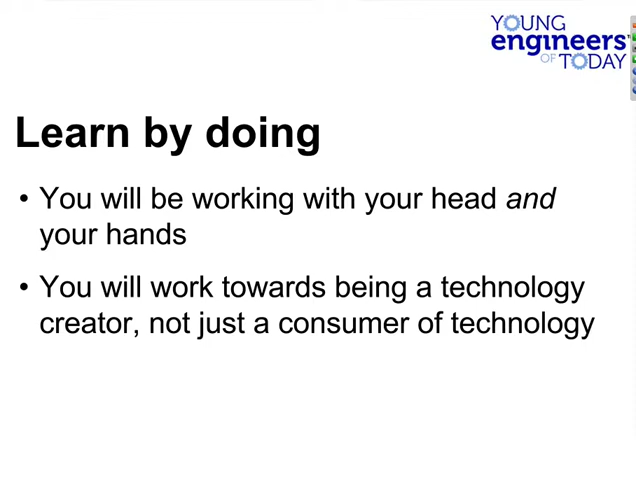 YOUNG
engineers
OF TODAY
Learn by doing
• You will be working with your head and
your hands
• You will work towards being a technology
creator, not just a consumer of technology